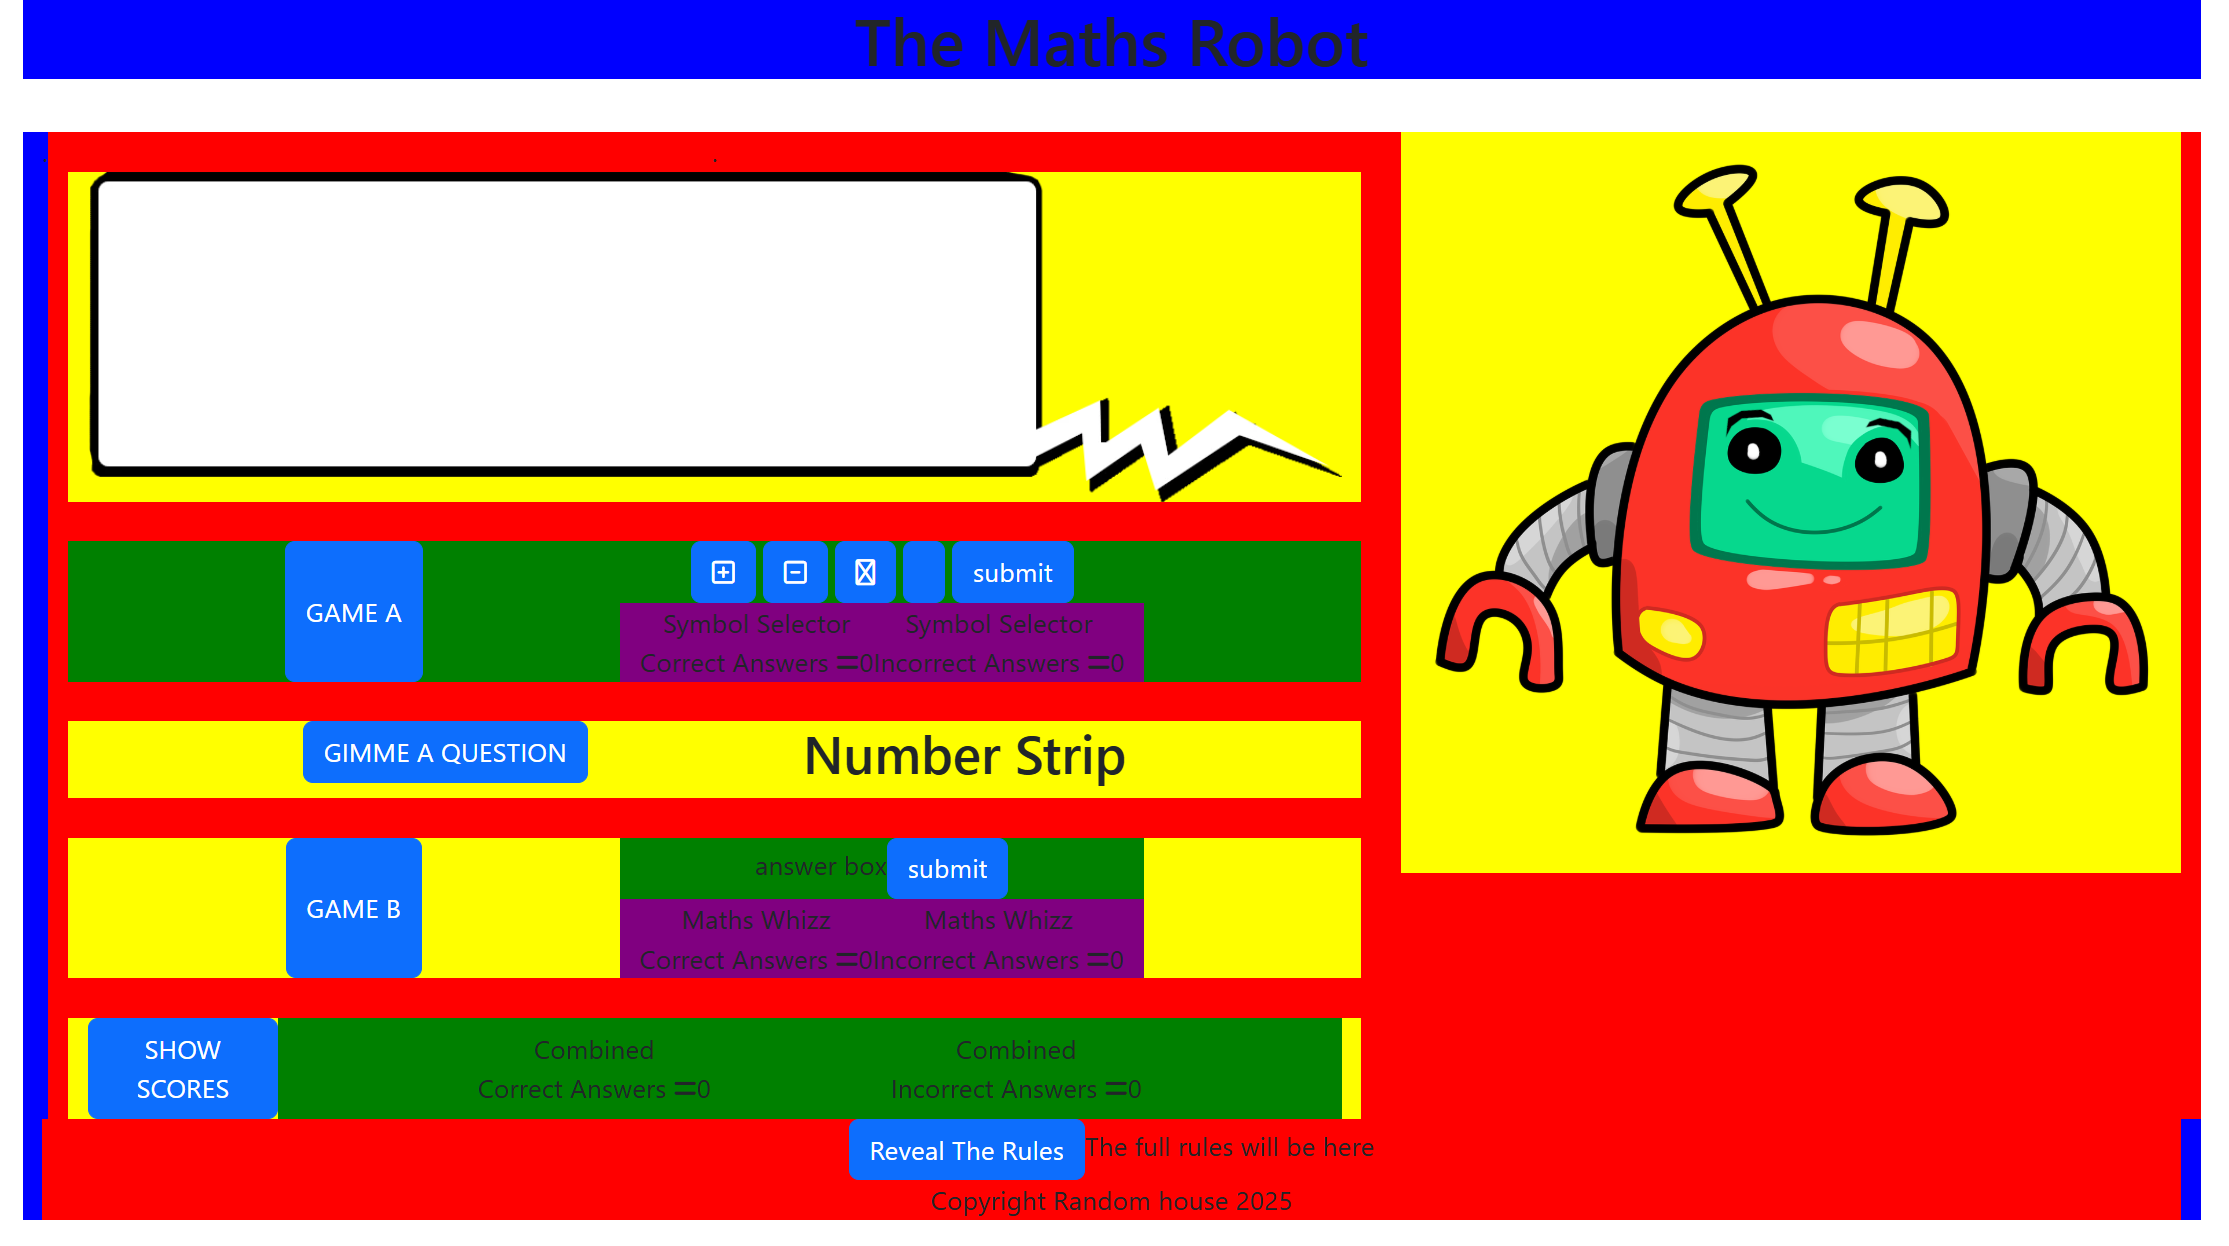 The Maths Robot
.
GAME A
+ - X submit
Symbol Selector Symbol Selector
Correct Answers =0Incorrect Answers =0
GIMME A QUESTION Number Strip
GAME B
answer box submit
Maths Whizz Maths Whizz
Correct Answers =0Incorrect Answers =0
SHOW SCORES
Combined Combined
Correct Answers =0 Incorrect Answers =0
Reveal The Rules The full rules will be here
Copyright Random house 2025